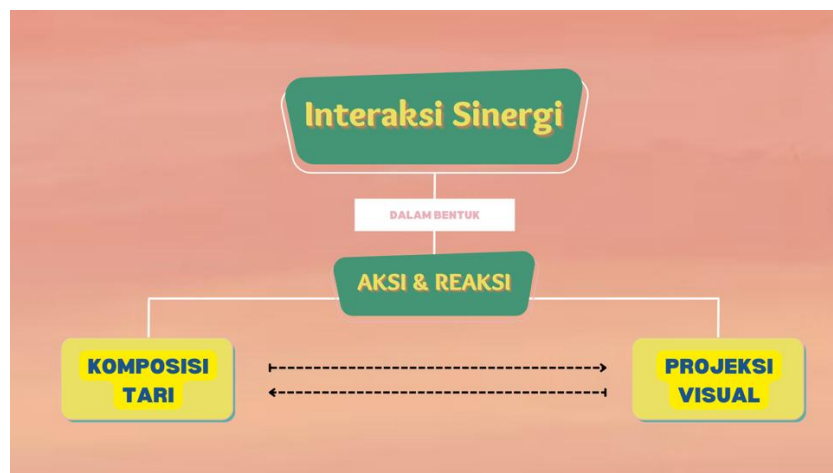 Interaksi Sinergi
DALAM BENTUK
AKSI & REAKSI
KOMPOSISI
TARI
PROJEKSI
VISUAL